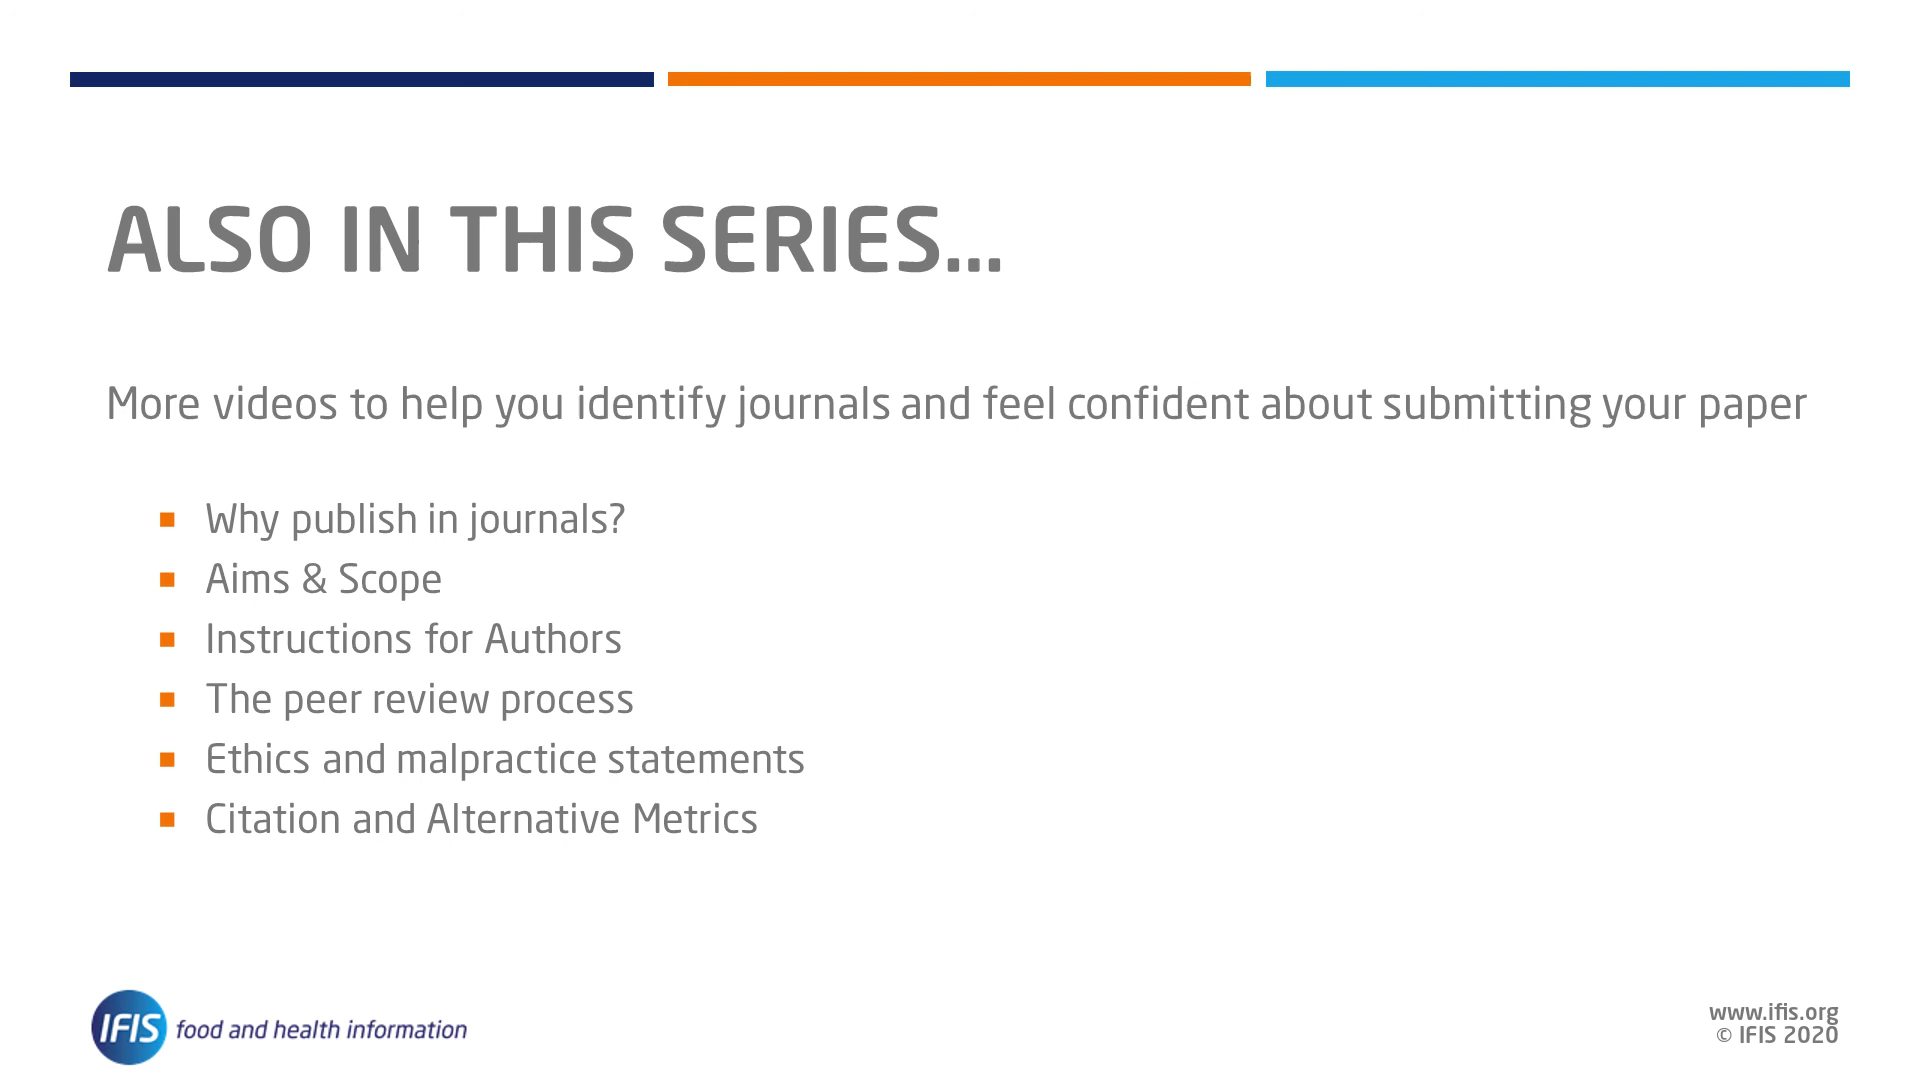 ALSO IN THIS SERIES...
More videos to help you identify journals and feel confident about submitting your paper
Why publish in journals?
Aims & Scope
Instructions for Authors
The peer review process
Ethics and malpractice statements
Citation and Alternative Metrics
IFIS food and health information
www.ifis.org
© IFIS 2020